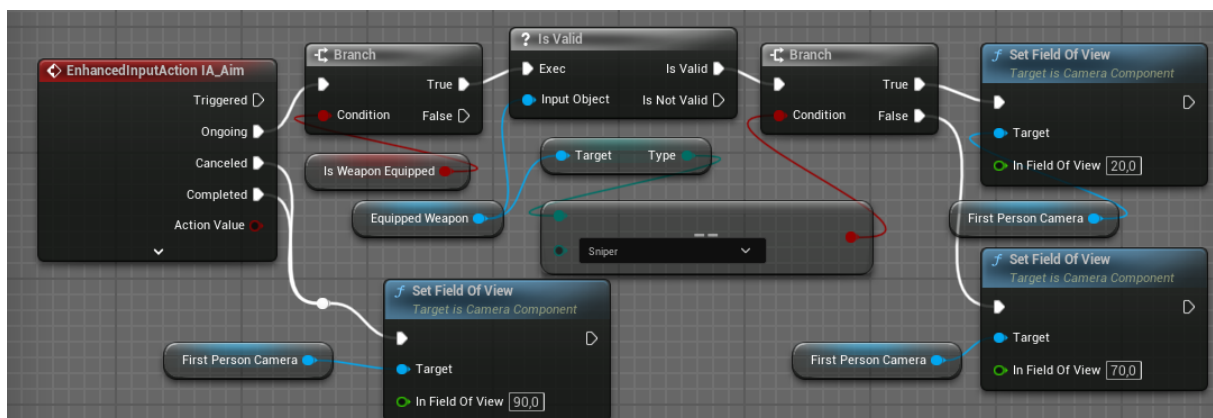 EnhancedInputAction IA_Aim
Triggered
Ongoing
Canceled
Completed
Action Value
Branch
True
Condition
False
Is Weapon Equipped
? Is Valid
Exec
Is Valid
Input Object
Is Not Valid
Target
Type
Equipped Weapon
==
Sniper
Branch
True
Condition
False
f Set Field Of View
Target is Camera Component
Target
In Field Of View 20,0
First Person Camera
f Set Field Of View
Target is Camera Component
Target
In Field Of View 70,0
First Person Camera
f Set Field Of View
Target is Camera Component
Target
In Field Of View 90,0
First Person Camera